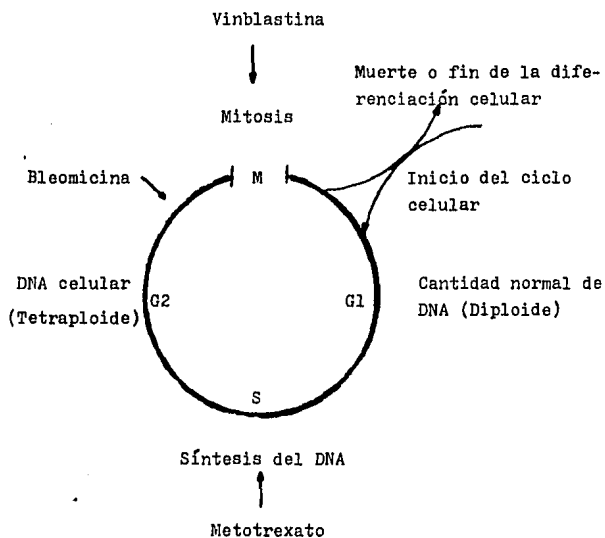 Vinblastina
Muerte o fin de la dife-
renciación celular
Mitosis
Bleomicina
M
Inicio del ciclo
celular
DNA celular
(Tetraploide)
G2
G1
Cantidad normal de
DNA (Diploide)
S
Síntesis del DNA
Metotrexato